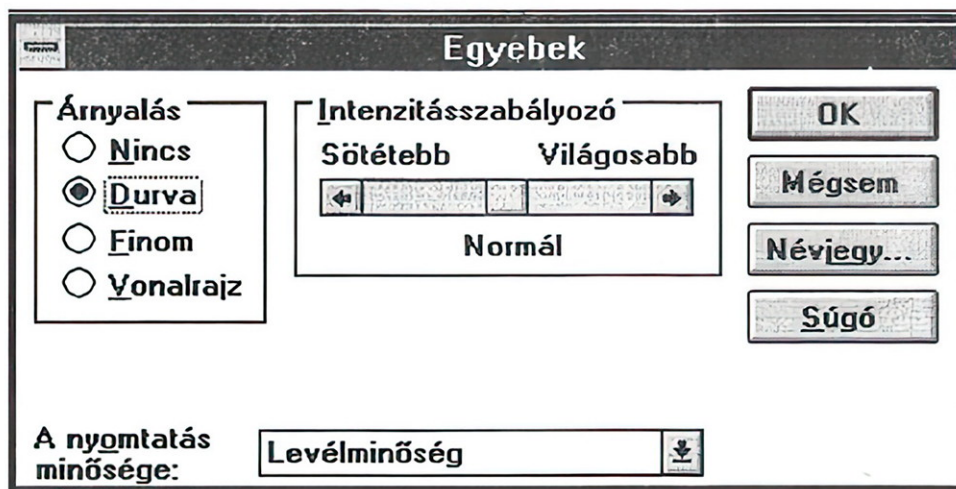 Egyebek
Árnyalás
Nincs
Durva
Finom
Vonalrajz
Intenzitásszabályozó
Sötétebb Világosabb
Normál
OK
Mégsem
Névjegy...
Súgó
A nyomtatás
minősége:
Levélminőség